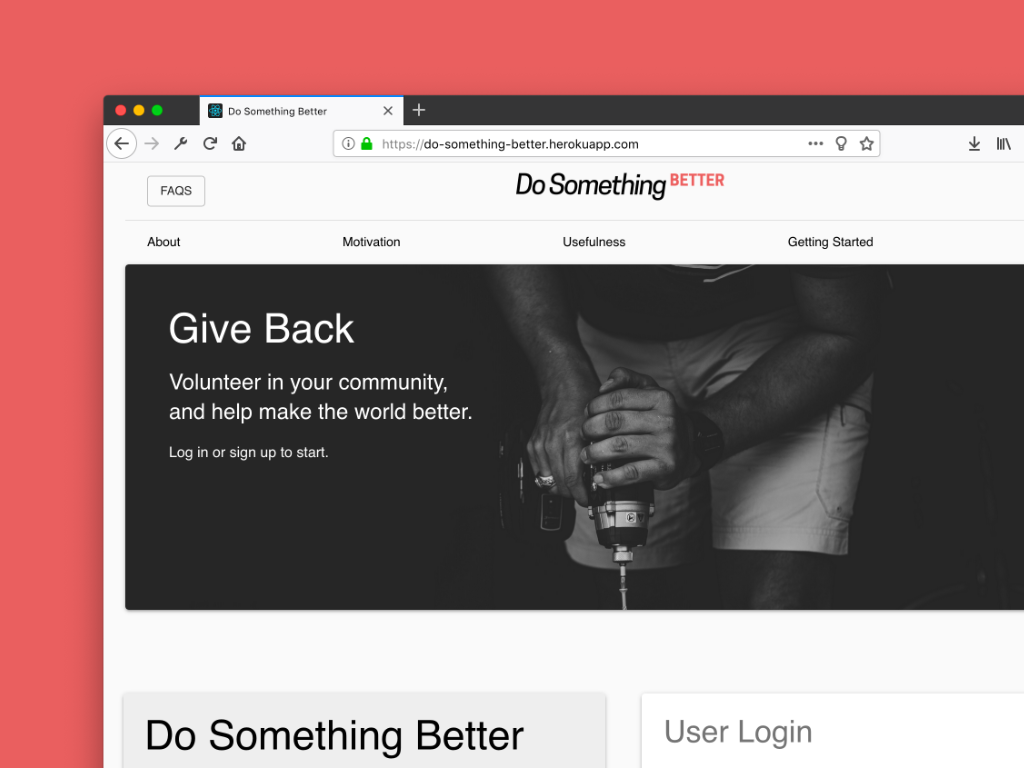 Do Something Better
https://do-something-better.herokuapp.com
FAQS
Do Something BETTER
About Motivation Usefulness Getting Started
Give Back
Volunteer in your community,
and help make the world better.
Log in or sign up to start.
Do Something Better
User Login